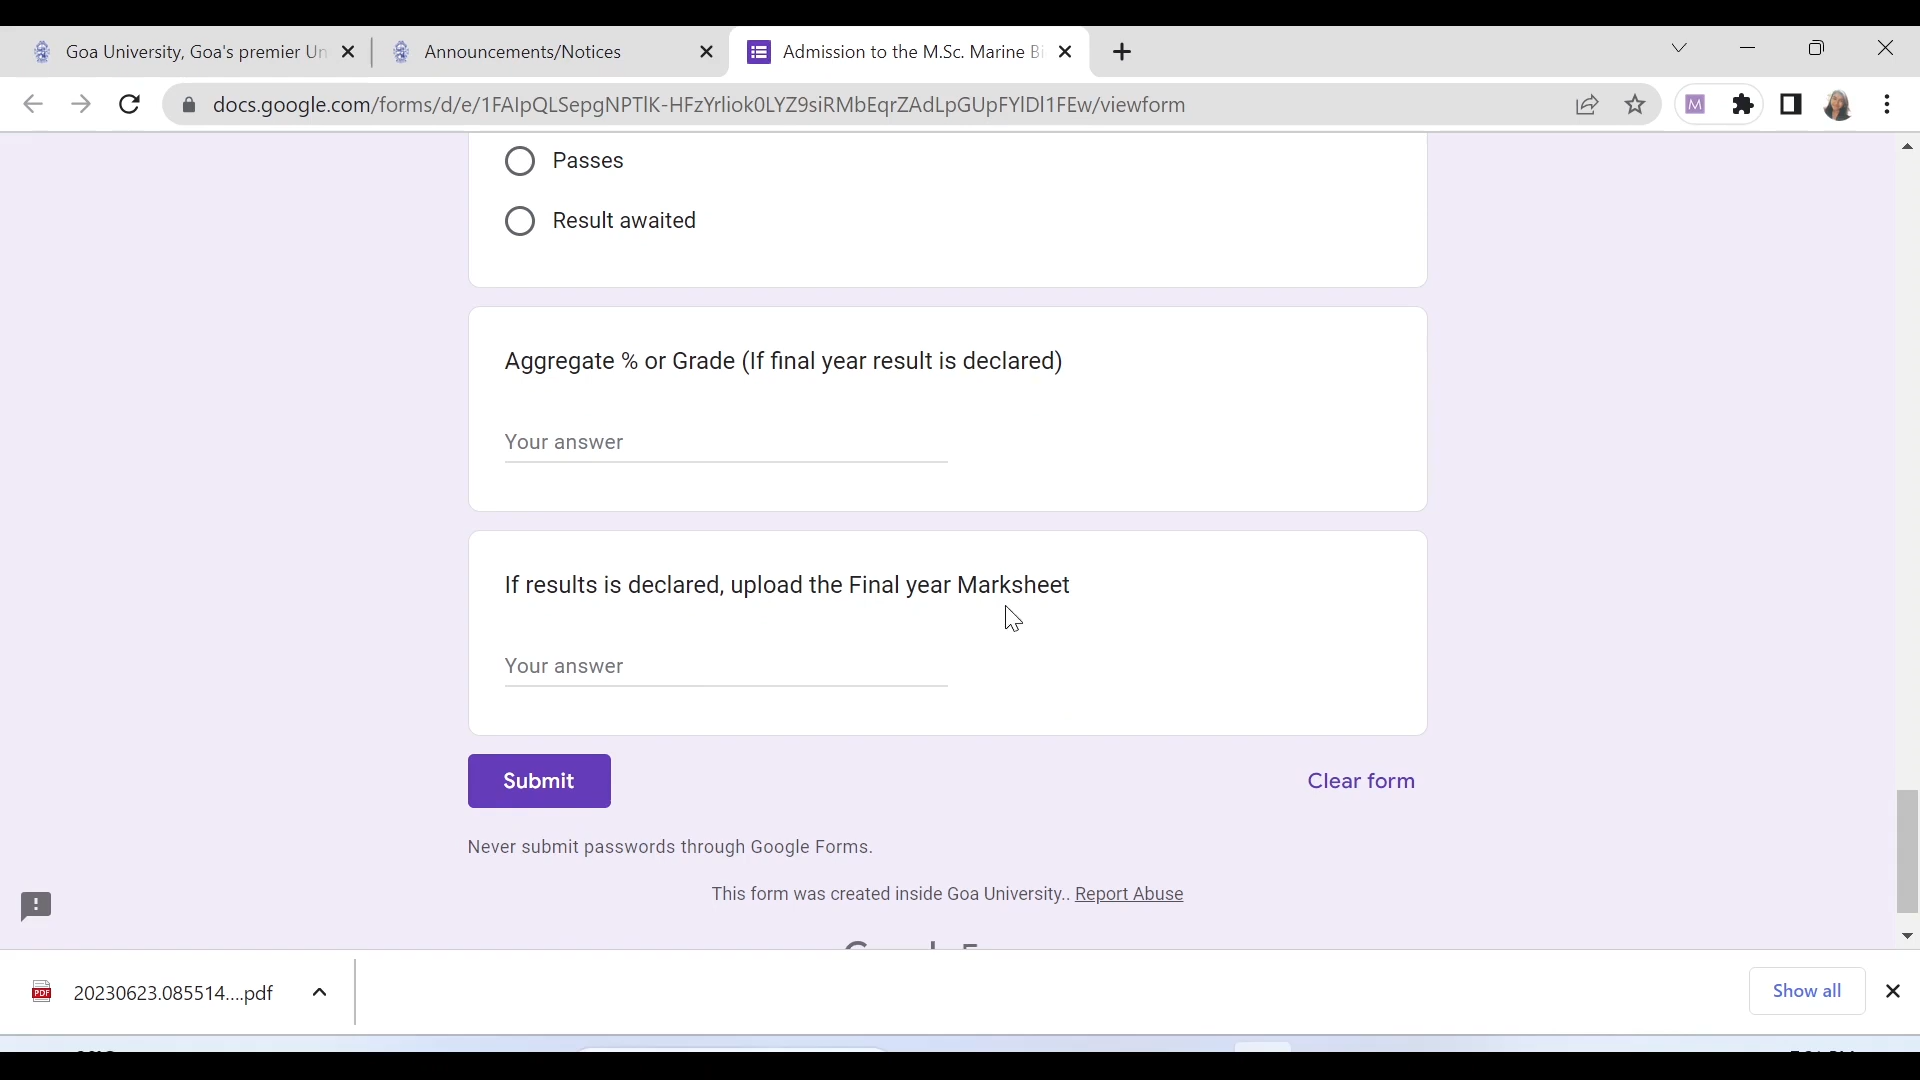 Goa University, Goa's premier Un
Announcements/Notices
Admission to the M.Sc. Marine Bi
docs.google.com/forms/d/e/1FAIpQLSepgNPTlK-HFzYrliok0LYZ9siRMbEqrZAdLpGUpFYlDl1FEw/viewform
M
Passes
Result awaited
Aggregate % or Grade (If final year result is declared)
Your answer
If results is declared, upload the Final year Marksheet
Your answer
Submit
Clear form
Never submit passwords through Google Forms.
This form was created inside Goa University.. Report Abuse
PDF
20230623.085514....pdf
Show all